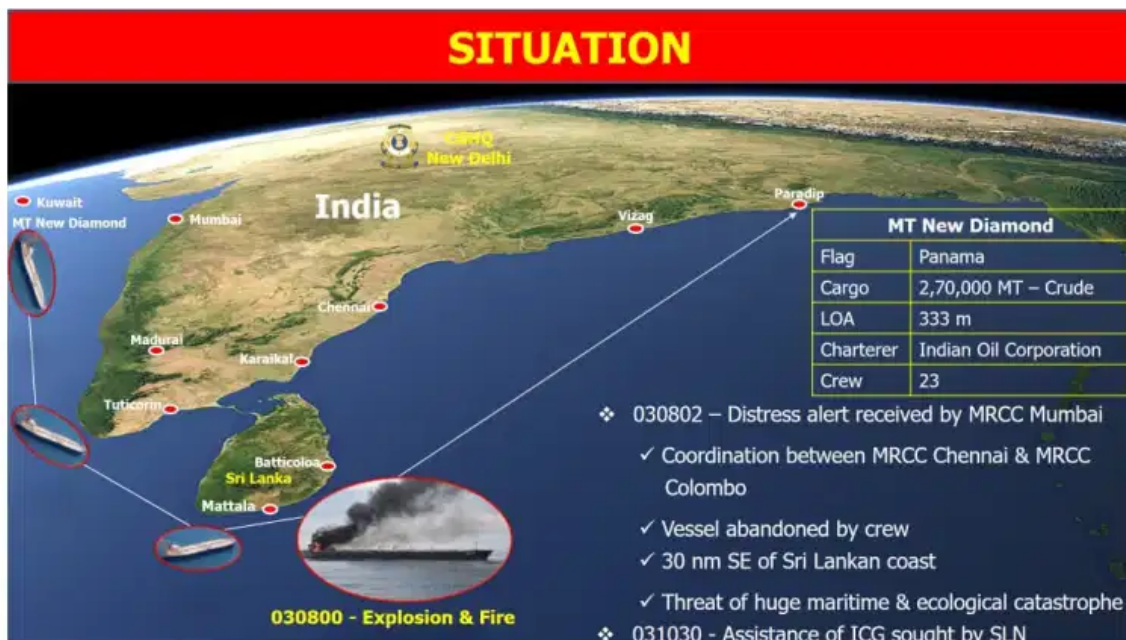 SITUATION
CGHQ
New Delhi
Kuwait
MT New Diamond
Mumbai
India
Vizag
Paradip
Chennai
Madurai
Karaikal
Tuticorin
Batticoloa
Sri Lanka
Mattala
030800 - Explosion & Fire
MT New Diamond
Flag Panama
Cargo 2,70,000 MT – Crude
LOA 333 m
Charterer Indian Oil Corporation
Crew 23
❖ 030802 – Distress alert received by MRCC Mumbai
✓ Coordination between MRCC Chennai & MRCC
Colombo
✓ Vessel abandoned by crew
✓ 30 nm SE of Sri Lankan coast
✓ Threat of huge maritime & ecological catastrophe
❖ 031030 - Assistance of ICG sought by SLN